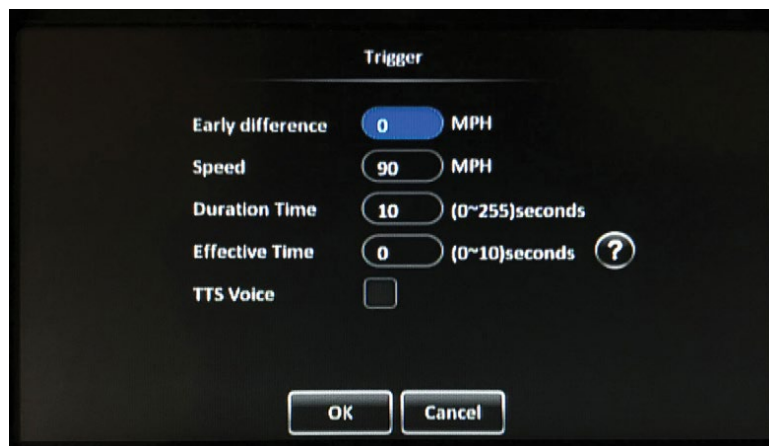 Trigger
Early difference 0 MPH
Speed 90 MPH
Duration Time 10 (0~255)seconds
Effective Time 0 (0~10)seconds ?
TTS Voice
OK Cancel